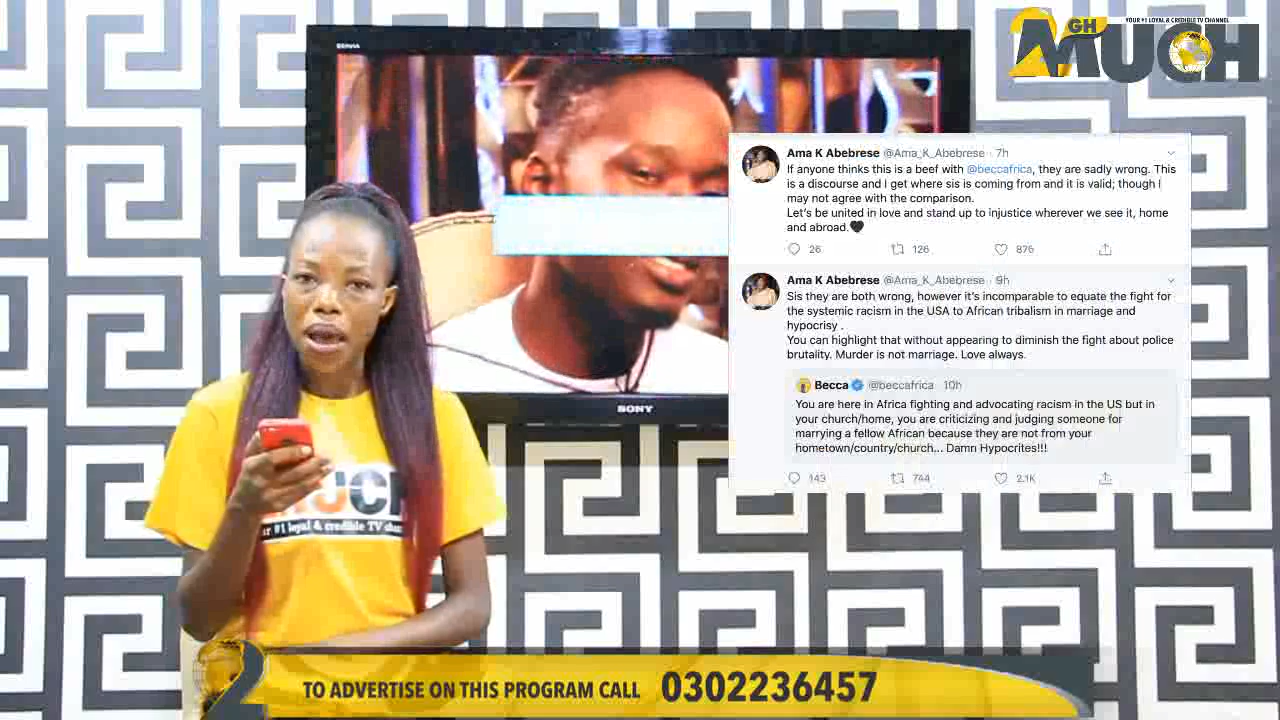 YOUR #1 LOYAL & CREDIBLE TV CHANNEL
2 GH MUCH
SONY
Ama K Abebrese @Ama_K_Abebrese · 7h
If anyone thinks this is a beef with @beccafrica, they are sadly wrong. This
is a discourse and I get where sis is coming from and it is valid; though I
may not agree with the comparison.
Let's be united in love and stand up to injustice wherever we see it, home
and abroad.🖤
26 126 876
Ama K Abebrese @Ama_K_Abebrese · 9h
Sis they are both wrong, however it's incomparable to equate the fight for
the systemic racism in the USA to African tribalism in marriage and
hypocrisy .
You can highlight that without appearing to diminish the fight about police
brutality. Murder is not marriage. Love always.
Becca @beccafrica · 10h
You are here in Africa fighting and advocating racism in the US but in
your church/home, you are criticizing and judging someone for
marrying a fellow African because they are not from your
hometown/country/church... Damn Hypocrites!!!
143 744 2.1K
#1 loyal & credible TV
TO ADVERTISE ON THIS PROGRAM CALL 0302236457